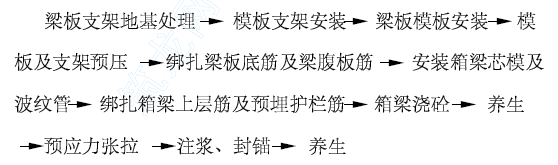 梁板支架地基处理→模板支架安装→梁板模板安装→模
板及支架预压→绑扎梁板底筋及梁腹板筋→安装箱梁芯模及
波纹管→绑扎箱梁上层筋及预埋护栏筋→箱梁浇砼→养生
→预应力张拉→注浆、封锚→养生